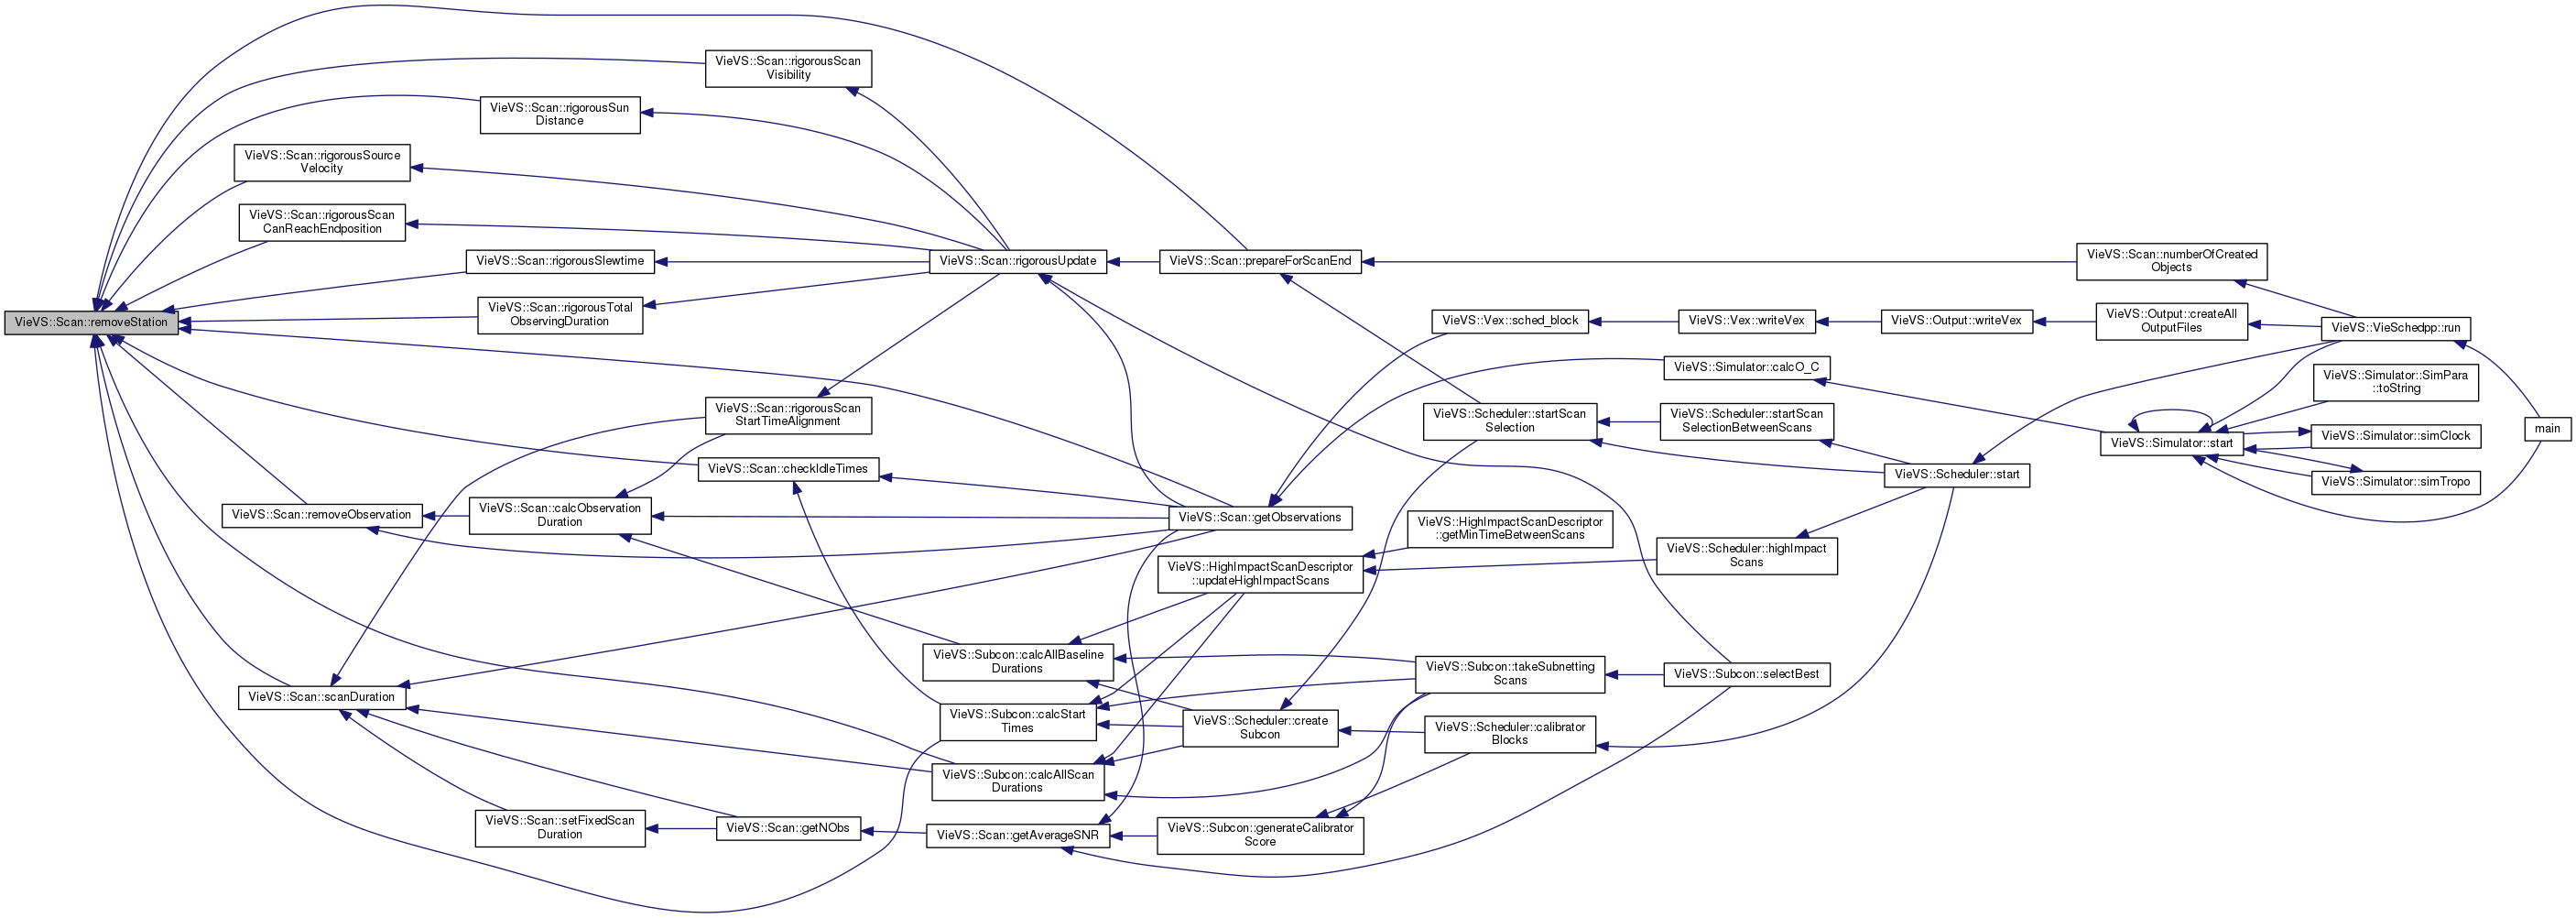 VieVS::Scan::removeStation
VieVS::Scan::rigorousScan
Visibility
VieVS::Scan::rigorousSun
Distance
VieVS::Scan::rigorousSource
Velocity
VieVS::Scan::rigorousScan
CanReachEndposition
VieVS::Scan::rigorousSlewtime
VieVS::Scan::rigorousTotal
ObservingDuration
VieVS::Scan::rigorousScan
StartTimeAlignment
VieVS::Scan::checkIdleTimes
VieVS::Scan::removeObservation
VieVS::Scan::calcObservation
Duration
VieVS::Scan::scanDuration
VieVS::Scan::setFixedScan
Duration
VieVS::Scan::getNObs
VieVS::Scan::rigorousUpdate
VieVS::Subcon::calcAllBaseline
Durations
VieVS::Subcon::calcStart
Times
VieVS::Subcon::calcAllScan
Durations
VieVS::Scan::getAverageSNR
VieVS::Scan::prepareForScanEnd
VieVS::Scan::getObservations
VieVS::HighImpactScanDescriptor
::updateHighImpactScans
VieVS::Scheduler::create
Subcon
VieVS::Subcon::generateCalibrator
Score
VieVS::Vex::sched_block
VieVS::Scheduler::startScan
Selection
VieVS::HighImpactScanDescriptor
::getMinTimeBetweenScans
VieVS::Subcon::takeSubnetting
Scans
VieVS::Scheduler::calibrator
Blocks
VieVS::Vex::writeVex
VieVS::Simulator::calcO_C
VieVS::Scheduler::startScan
SelectionBetweenScans
VieVS::Scheduler::highImpact
Scans
VieVS::Subcon::selectBest
VieVS::Output::writeVex
VieVS::Scheduler::start
VieVS::Scan::numberOfCreated
Objects
VieVS::Output::createAll
OutputFiles
VieVS::Simulator::start
VieVS::VieSchedpp::run
VieVS::Simulator::SimPara
::toString
VieVS::Simulator::simClock
VieVS::Simulator::simTropo
main